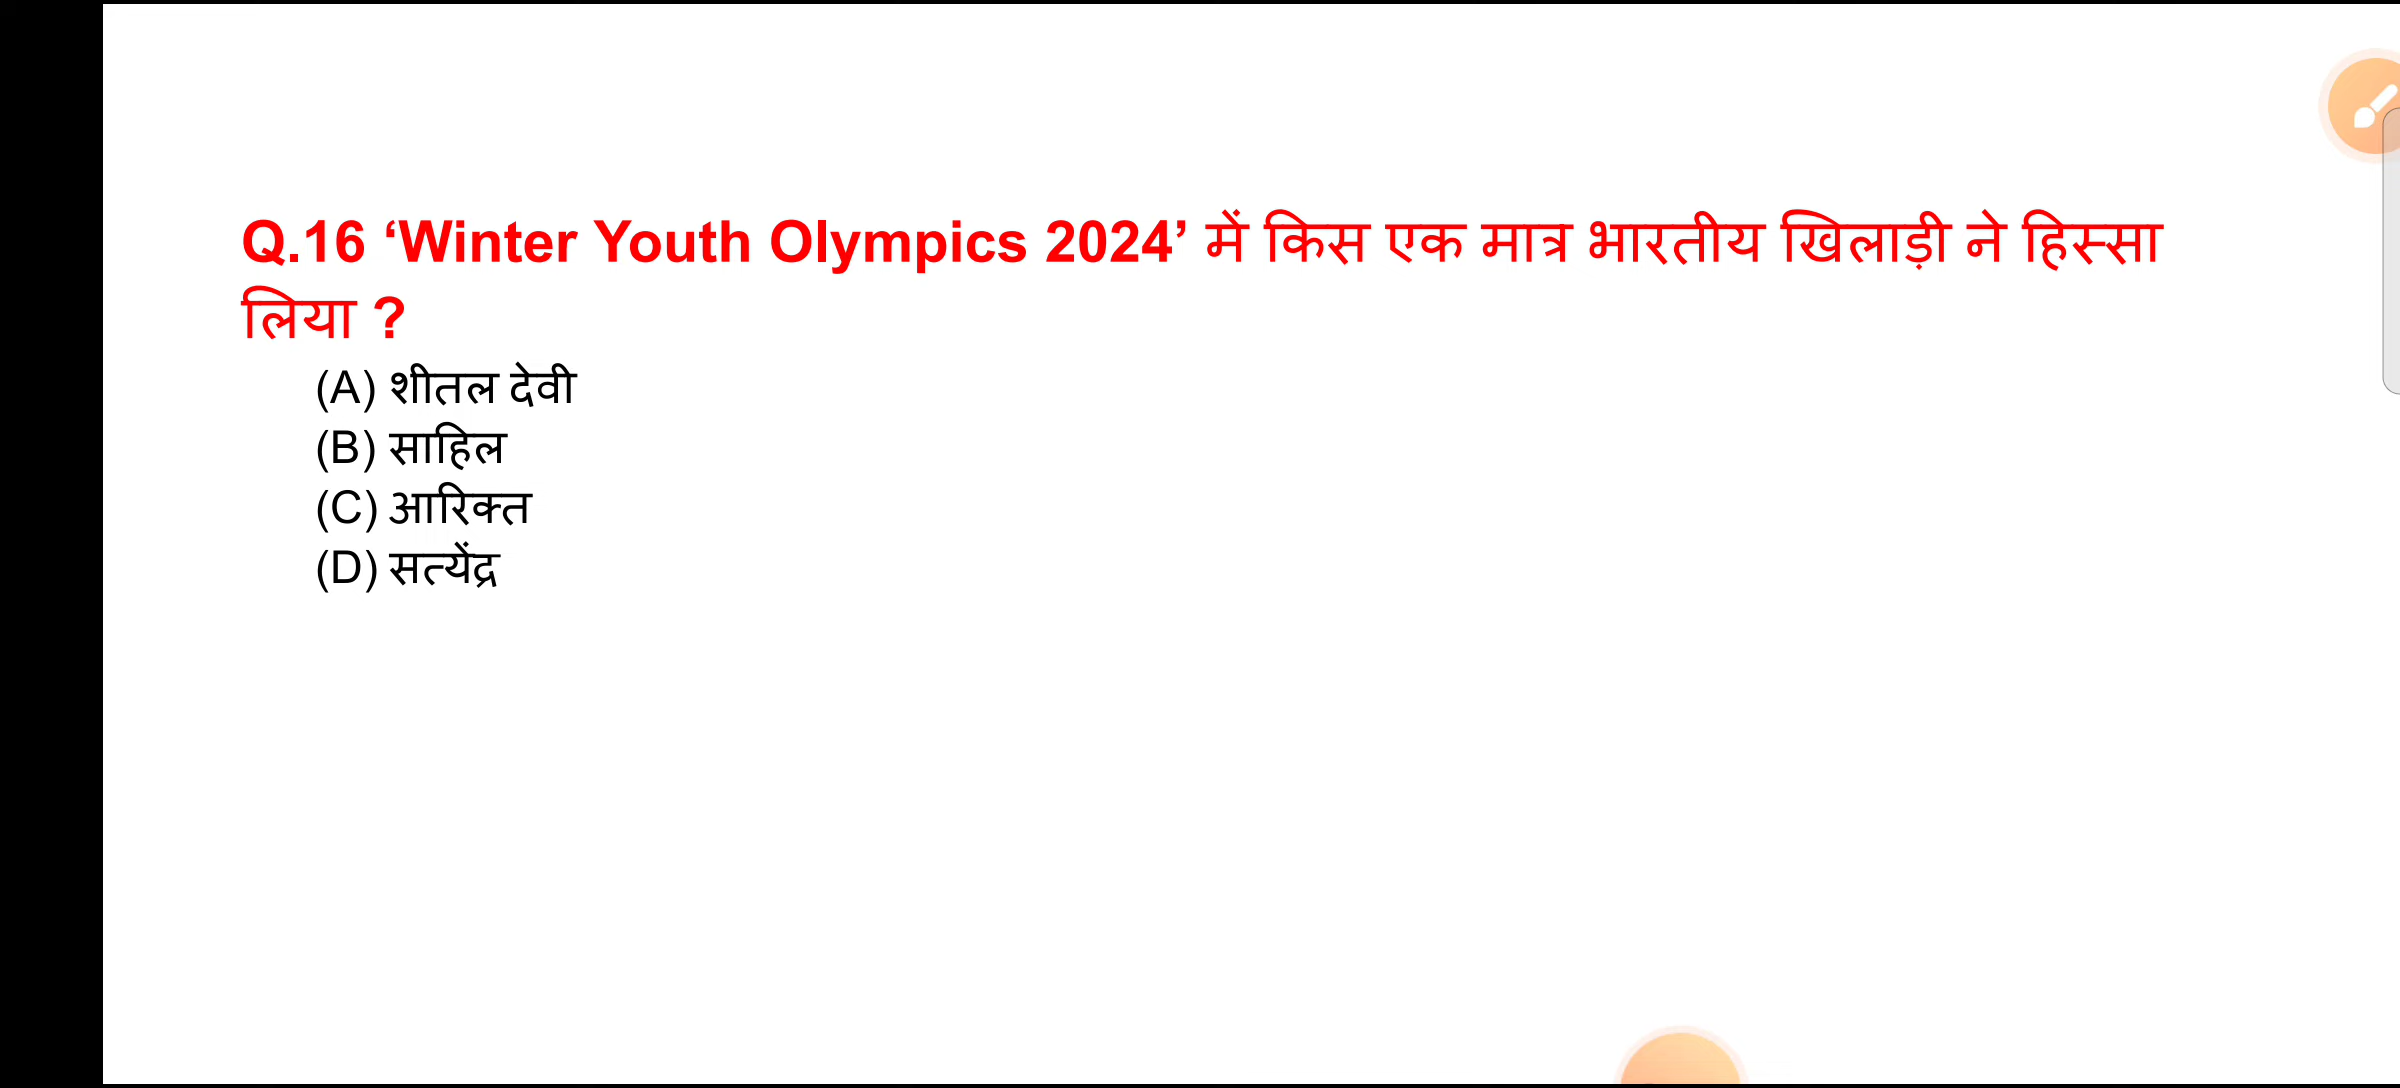 Q.16 ‘Winter Youth Olympics 2024’ में किस एक मात्र भारतीय खिलाड़ी ने हिस्सा
लिया ?
(A) शीतल देवी
(B) साहिल
(C) आरिक्त
(D) सत्येंद्र